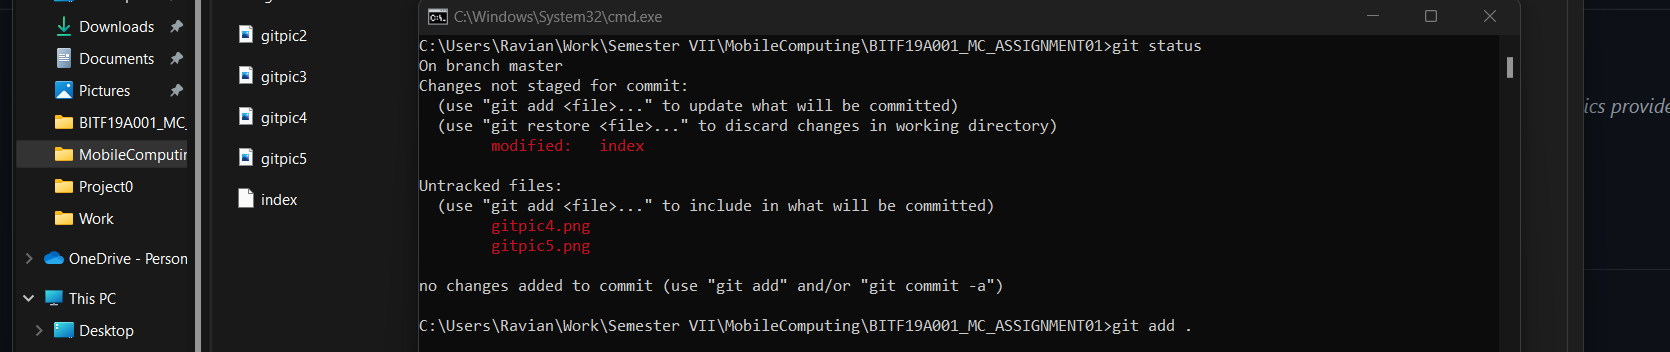 Downloads
Documents
Pictures
BITF19A001_MC_
MobileComputin
Project0
Work
OneDrive - Person
This PC
Desktop
gitpic2
gitpic3
gitpic4
gitpic5
index
C:\Windows\System32\cmd.exe
C:\Users\Ravian\Work\Semester VII\MobileComputing\BITF19A001_MC_ASSIGNMENT01>git status
On branch master
Changes not staged for commit:
(use "git add <file>..." to update what will be committed)
(use "git restore <file>..." to discard changes in working directory)
modified: index
Untracked files:
(use "git add <file>..." to include in what will be committed)
gitpic4.png
gitpic5.png
no changes added to commit (use "git add" and/or "git commit -a")
C:\Users\Ravian\Work\Semester VII\MobileComputing\BITF19A001_MC_ASSIGNMENT01>git add .
ics provide